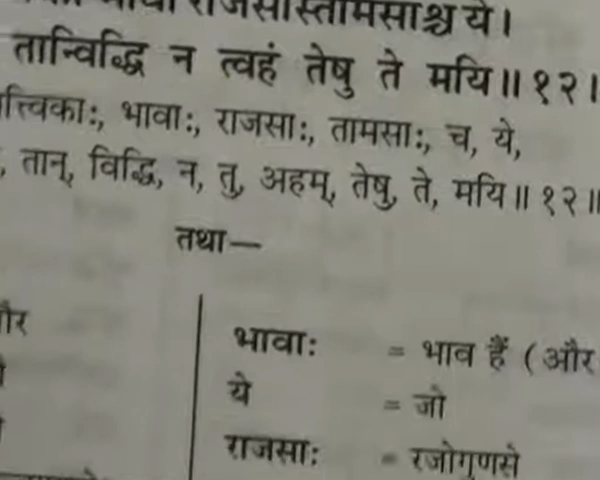 राजसास्तामसाश्च ये।
तान्विद्धि न त्वहं तेषु ते मयि॥ १२।
भावाः, राजसाः, तामसाः, च, ये,
तान्, विद्धि, न, तु, अहम्, तेषु, ते, मयि॥ १२॥
तथा—
भावाः = भाव हैं (और
ये = जो
राजसाः = रजोगुणसे